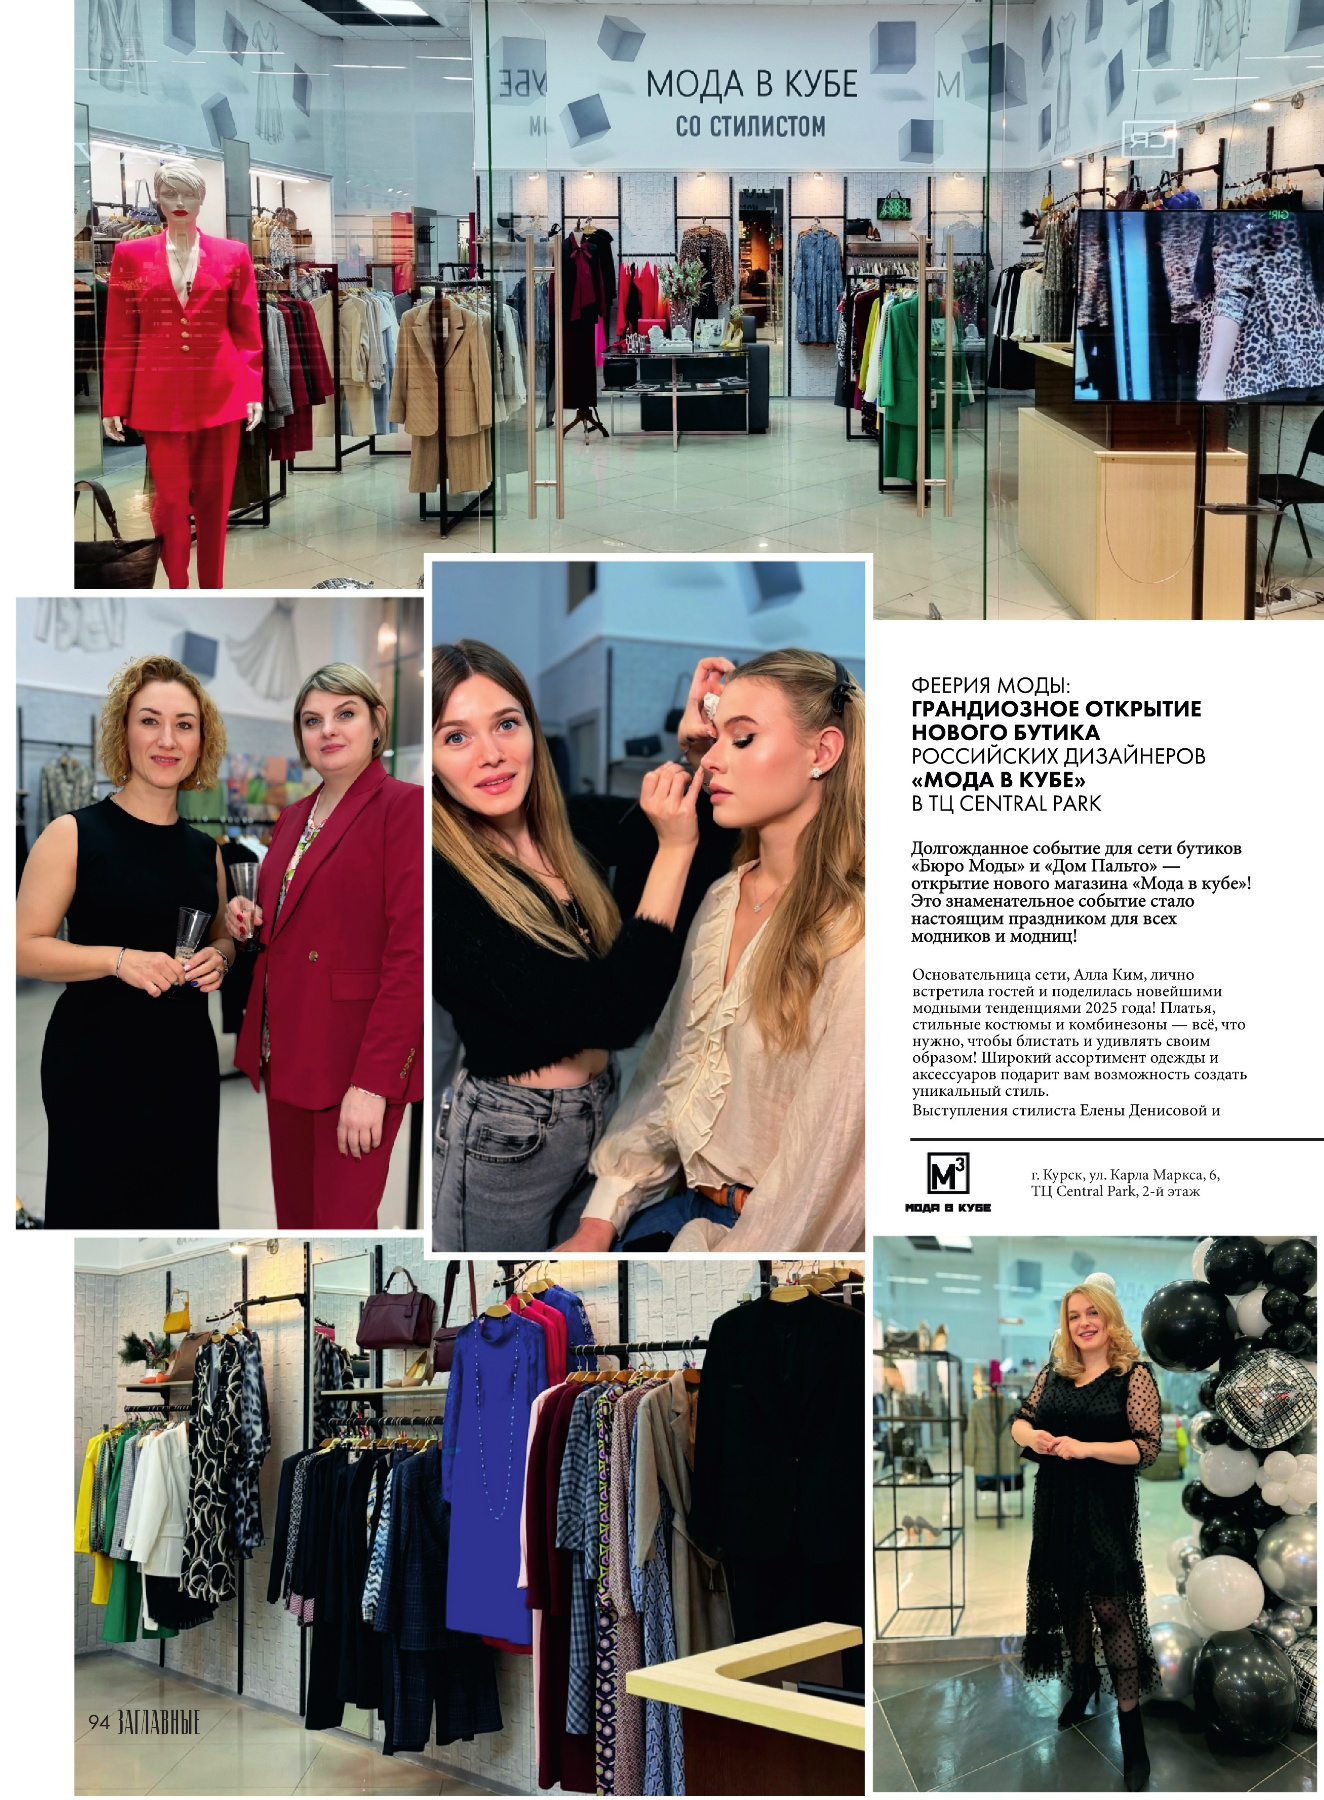 МОДА В КУБЕ
СО СТИЛИСТОМ
ФЕЕРИЯ МОДЫ:
ГРАНДИОЗНОЕ ОТКРЫТИЕ
НОВОГО БУТИКА
РОССИЙСКИХ ДИЗАЙНЕРОВ
«МОДА В КУБЕ»
В ТЦ CENTRAL PARK
Долгожданное событие для сети бутиков
«Бюро Моды» и «Дом Пальто» —
открытие нового магазина «Мода в кубе»!
Это знаменательное событие стало
настоящим праздником для всех
модников и модниц!
Основательница сети, Алла Ким, лично
встретила гостей и поделилась новейшими
модными тенденциями 2025 года! Платья,
стильные костюмы и комбинезоны — всё, что
нужно, чтобы блистать и удивлять своим
образом! Широкий ассортимент одежды и
аксессуаров подарит вам возможность создать
уникальный стиль.
Выступления стилиста Елены Денисовой и
М3
МОДА В КУБЕ
г. Курск, ул. Карла Маркса, 6,
ТЦ Central Park, 2-й этаж
94 ЗАГЛАВНЫЕ